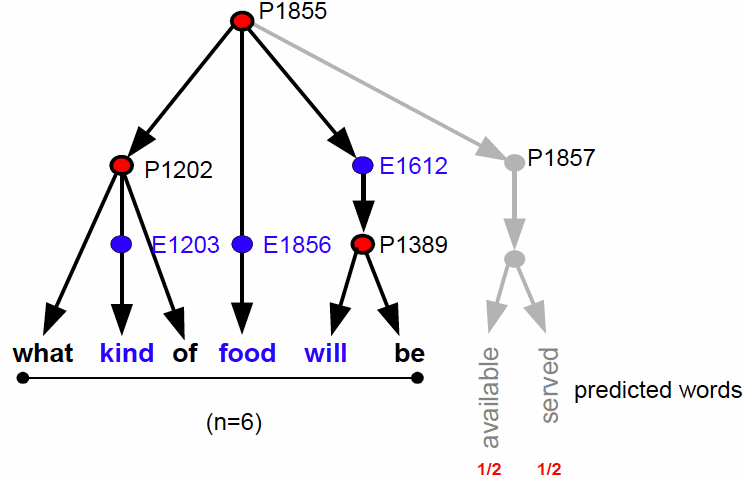 P1855
P1202
E1612
P1857
E1203
E1856
P1389
what kind of food will be
available
served
predicted words
(n=6)
1/2
1/2